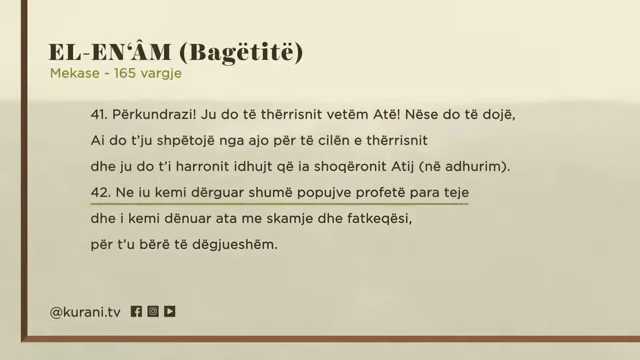 EL-EN‘ÂM (Bagëtitë)
Mekase - 165 vargje
41. Përkundrazi! Ju do të thërrisnit vetëm Atë! Nëse do të dojë,
Ai do t’ju shpëtojë nga ajo për të cilën e thërrisnit
dhe ju do t’i harronit idhujt që ia shoqëronit Atij (në adhurim).
42. Ne iu kemi dërguar shumë popujve profetë para teje
dhe i kemi dënuar ata me skamje dhe fatkeqësi,
për t’u bërë të dëgjueshëm.
@kurani.tv